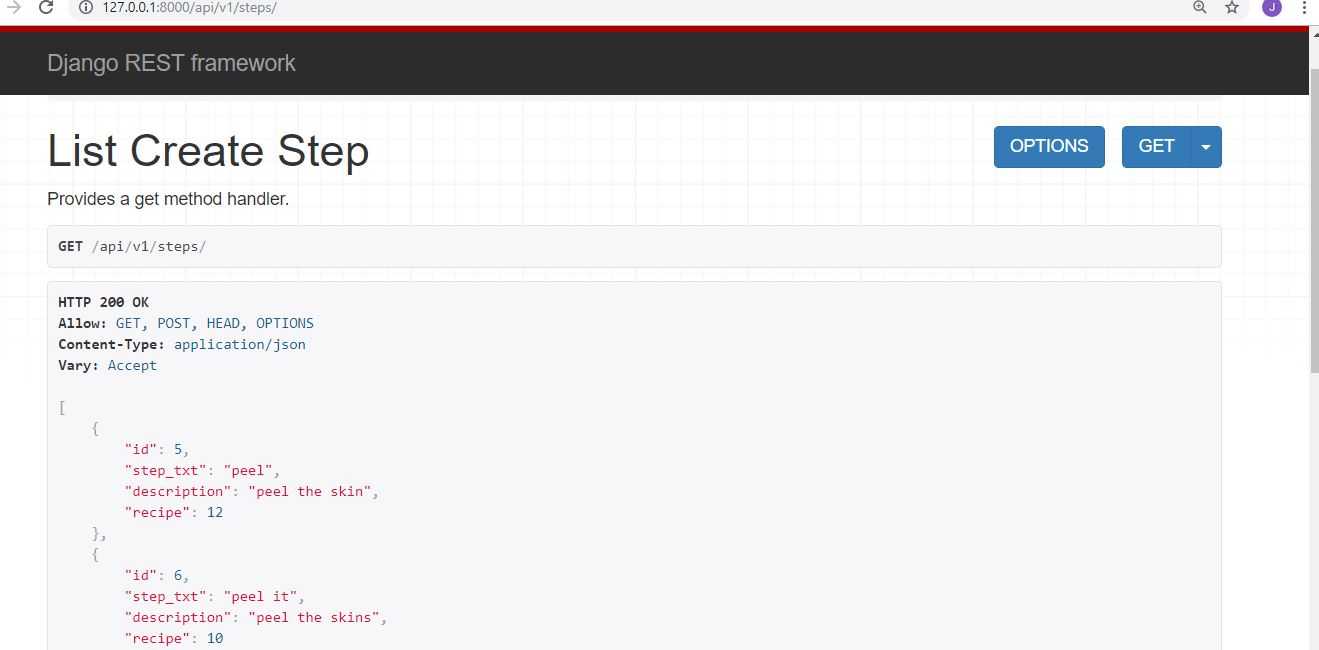 127.0.0.1:8000/api/v1/steps/
J
Django REST framework
List Create Step
OPTIONS
GET
Provides a get method handler.
GET /api/v1/steps/
HTTP 200 OK
Allow: GET, POST, HEAD, OPTIONS
Content-Type: application/json
Vary: Accept
[
{
"id": 5,
"step_txt": "peel",
"description": "peel the skin",
"recipe": 12
},
{
"id": 6,
"step_txt": "peel it",
"description": "peel the skins",
"recipe": 10